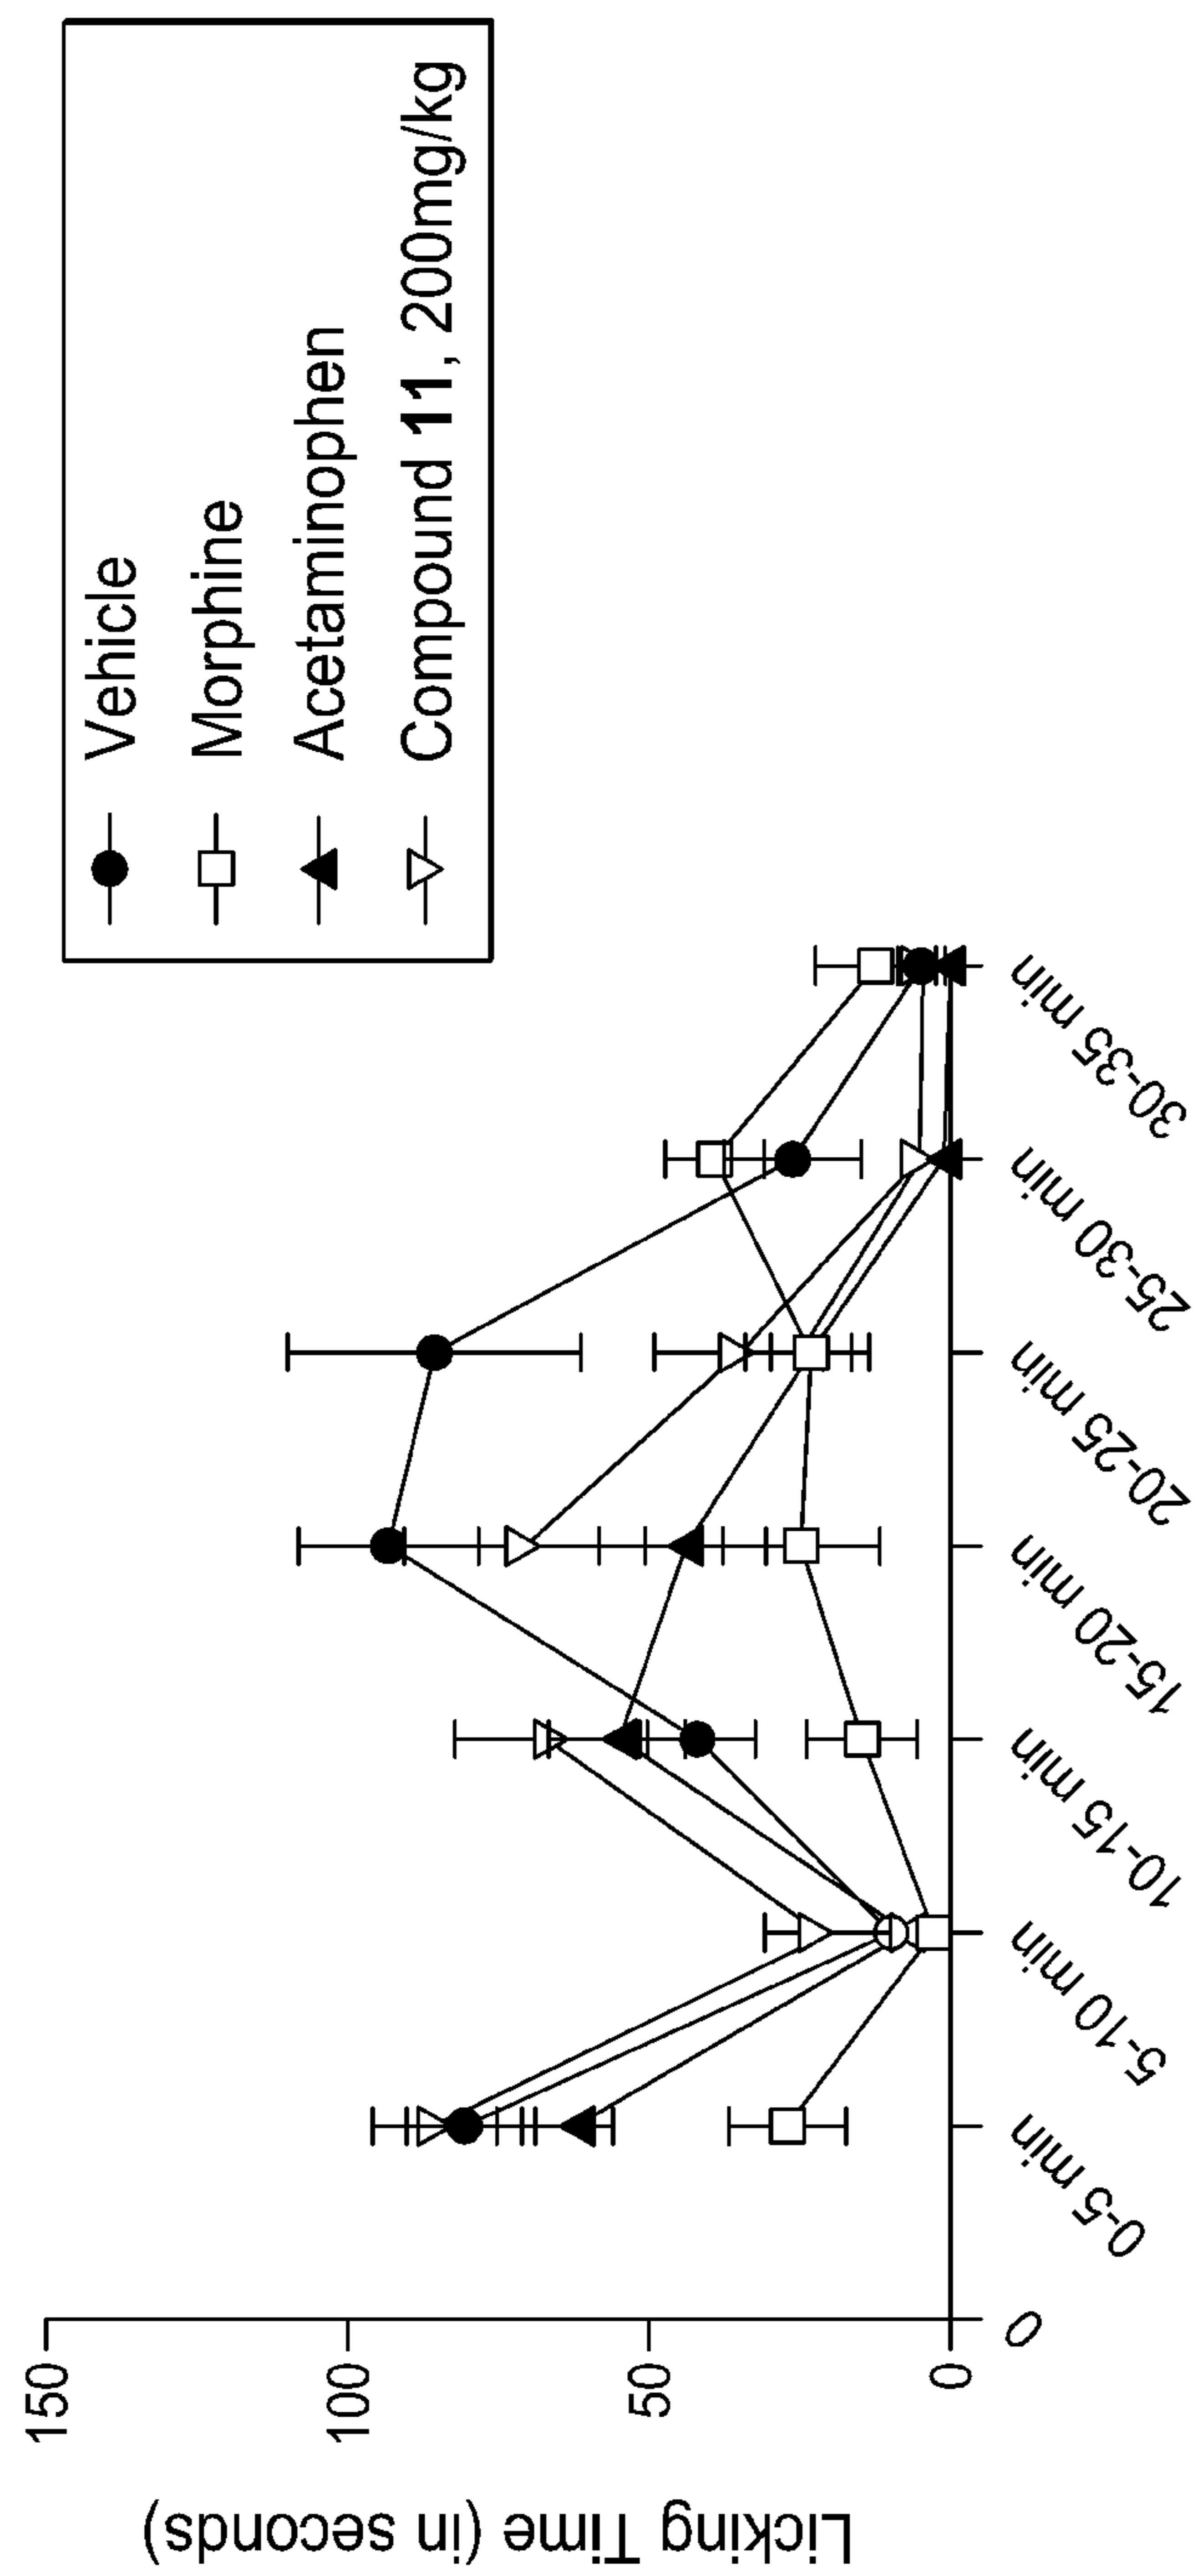 Vehicle
Morphine
Acetaminophen
Compound 11, 200mg/kg
Licking Time (in seconds)
150
100
50
0
0
0-5 min
5-10 min
10-15 min
15-20 min
20-25 min
25-30 min
30-35 min